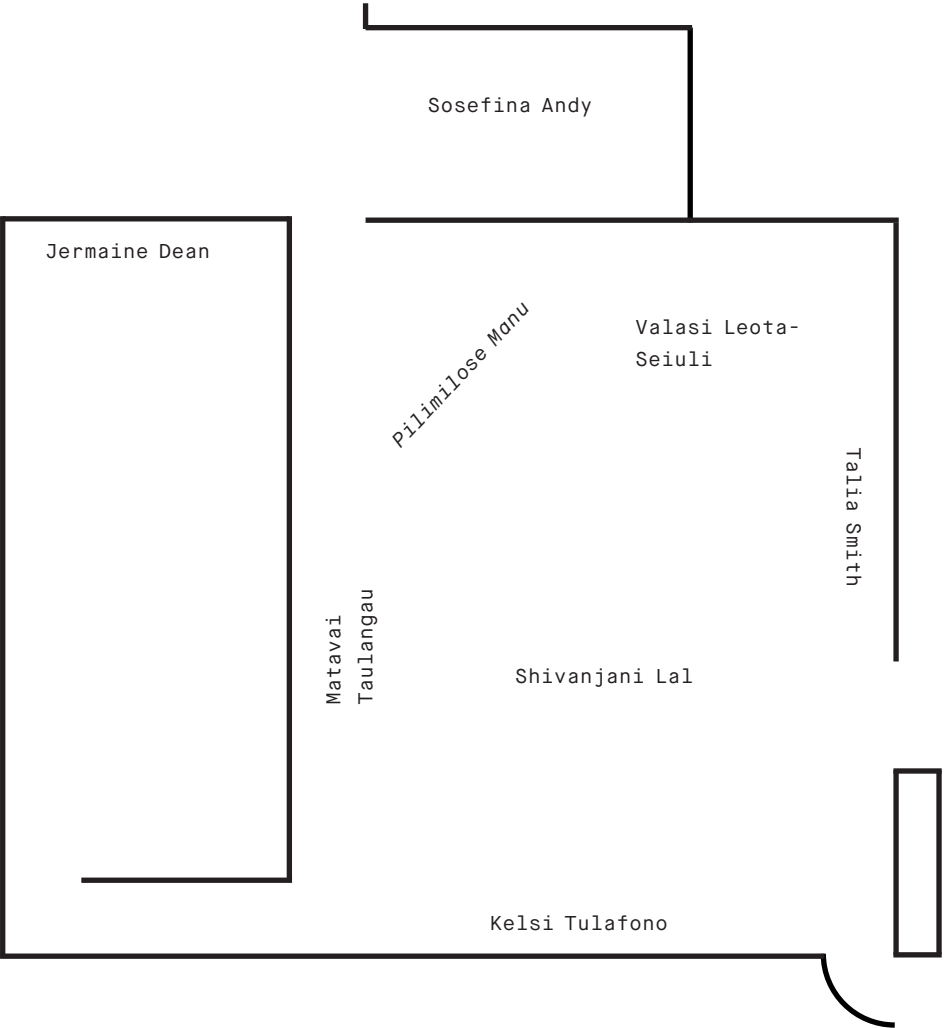 Sosefina Andy
Jermaine Dean
Pilimilose Manu
Valasi Leota-
Seiuli
Talia Smith
Matavai
Taulangau
Shivanjani Lal
Kelsi Tulafono